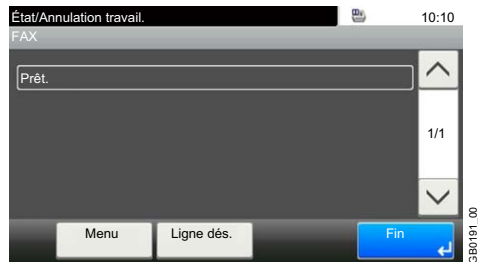 État/Annulation travail.
10:10
FAX
Prêt.
1/1
Menu
Ligne dés.
Fin
GB0191_00